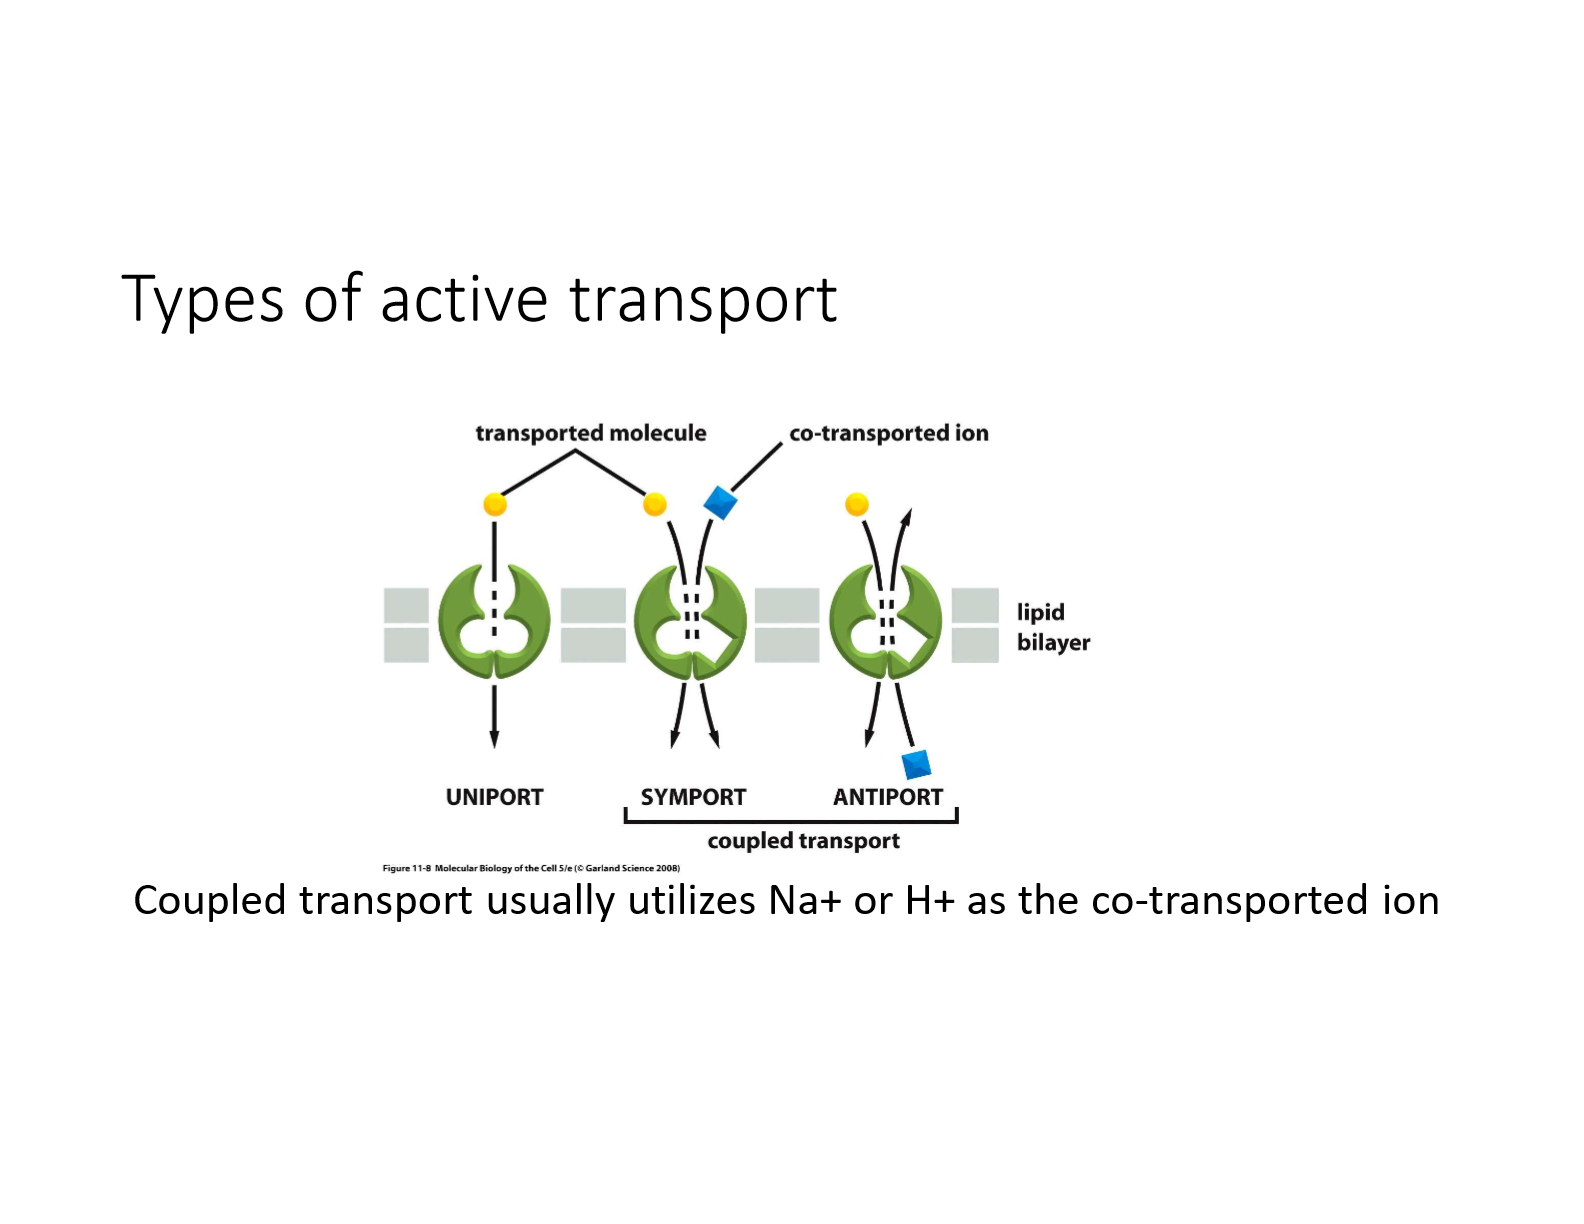 Types of active transport
transported molecule
co-transported ion
lipid
bilayer
UNIPORT
SYMPORT
ANTIPORT
coupled transport
Figure 11-8 Molecular Biology of the Cell 5/e (© Garland Science 2008)
Coupled transport usually utilizes Na+ or H+ as the co-transported ion